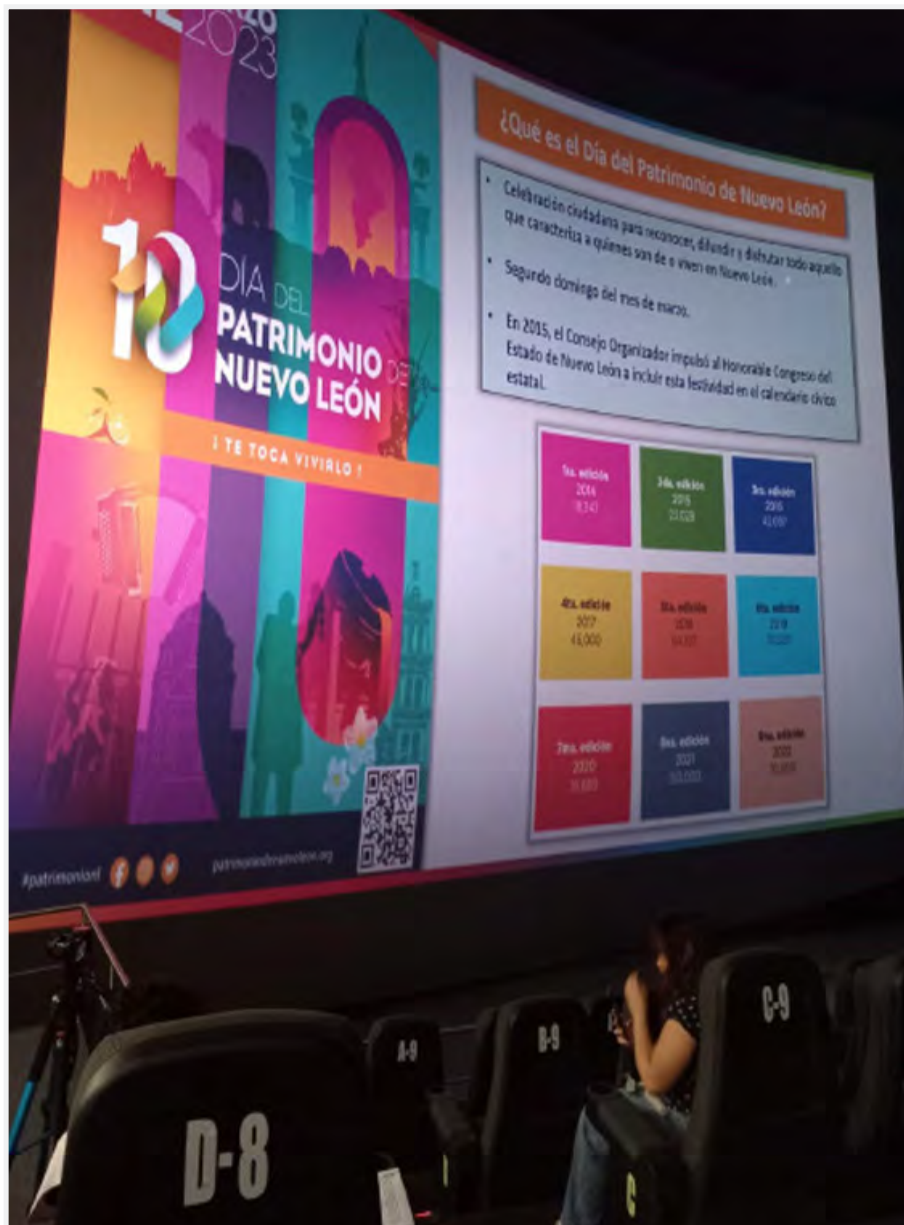 2023
10
DÍA DEL
PATRIMONIO DE
NUEVO LEÓN
¡ TE TOCA VIVIRLO !
#patrimonionl
¿Qué es el Día del Patrimonio de Nuevo León?
• Celebración ciudadana para reconocer, difundir y disfrutar todo aquello
que caracteriza a quienes son de o viven en Nuevo León.
• Segundo domingo del mes de marzo.
• En 2015, el Consejo Organizador impulsó al Honorable Congreso del
Estado de Nuevo León a incluir esta festividad en el calendario cívico
estatal.
1ra. edición
2014
2da. edición
2015
3ra. edición
4ta. edición
2017
45,000
5ta. edición
6ta. edición
7ma. edición
2020
8va. edición
2021
edición
A-9
B-9
C-9
D-8
C